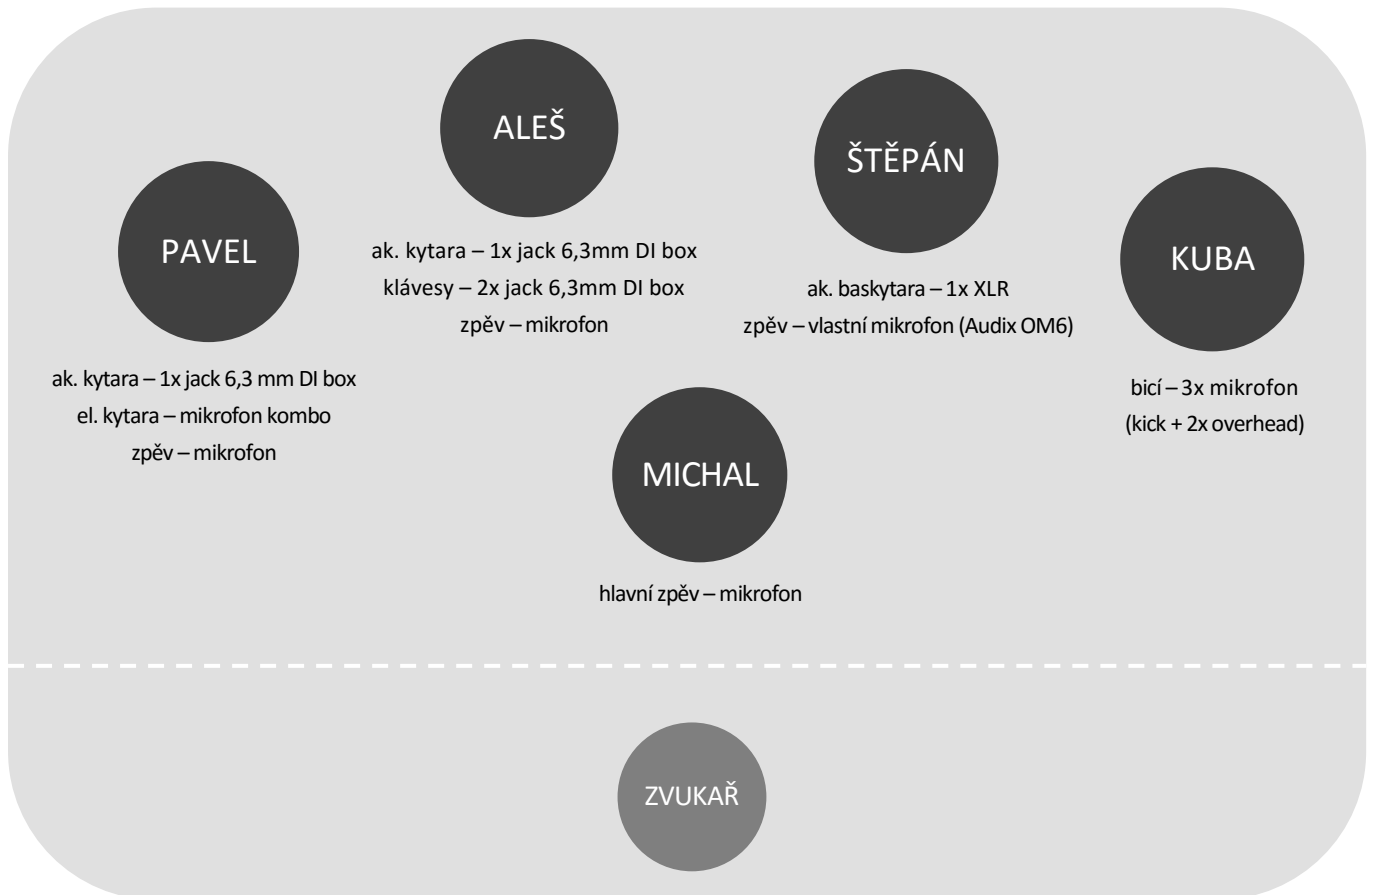 ALEŠ
ak. kytara – 1x jack 6,3mm DI box
klávesy – 2x jack 6,3mm DI box
zpěv – mikrofon
ŠTĚPÁN
ak. baskytara – 1x XLR
zpěv – vlastní mikrofon (Audix OM6)
PAVEL
ak. kytara – 1x jack 6,3 mm DI box
el. kytara – mikrofon kombo
zpěv – mikrofon
KUBA
bicí – 3x mikrofon
(kick + 2x overhead)
MICHAL
hlavní zpěv – mikrofon
ZVUKAŘ